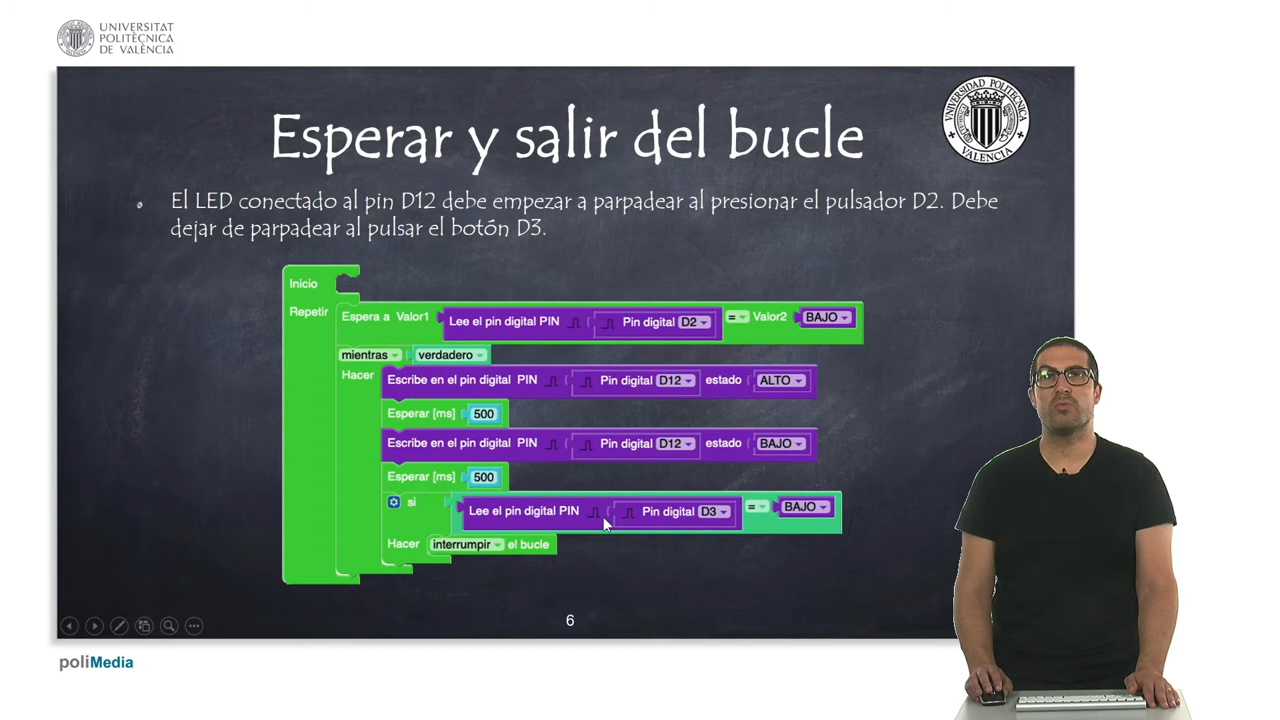 UNIVERSITAT
POLITÈCNICA
DE VALÈNCIA
UNIVERSIDAD POLITECNICA
VALENCIA
Esperar y salir del bucle
El LED conectado al pin D12 debe empezar a parpadear al presionar el pulsador D2. Debe
dejar de parpadear al pulsar el botón D3.
Inicio
Repetir Espera a Valor1 Lee el pin digital PIN Pin digital D2 = Valor2 BAJO
mientras verdadero
Hacer Escribe en el pin digital PIN Pin digital D12 estado ALTO
Esperar [ms] 500
Escribe en el pin digital PIN Pin digital D12 estado BAJO
Esperar [ms] 500
si Lee el pin digital PIN Pin digital D3 = BAJO
Hacer interrumpir el bucle
6
poliMedia